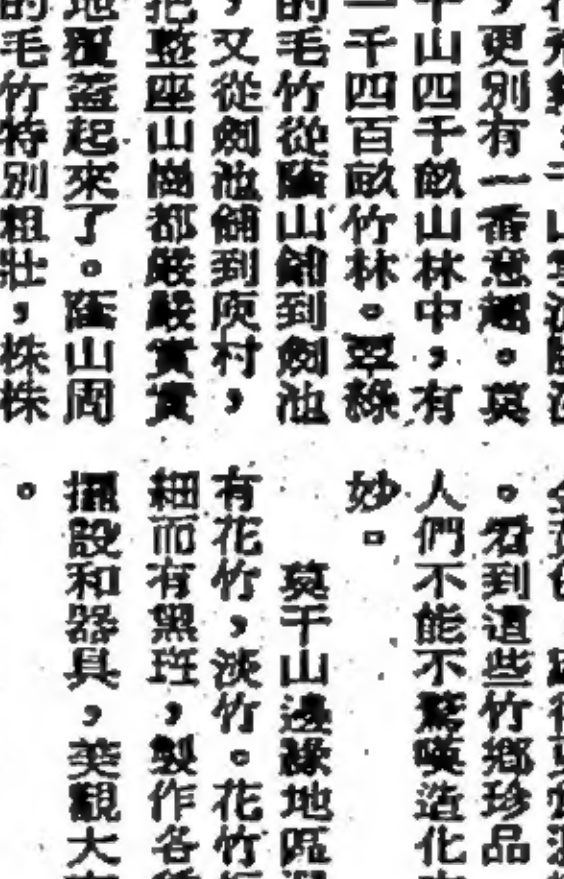 ，更別有一番意趣。莫
干山四千畝山林中，有
一千四百畝竹林。翠綠
的毛竹從蔭山鋪到劍池
，又從劍池鋪到庾村，
把整座山崗都嚴嚴實實
地覆蓋起來了。蔭山周
的毛竹特別粗壯，株株
。看到這些竹鄉珍品
人們不能不驚嘆造化
妙。
莫干山邊緣地區
有花竹，淡竹。花竹
細而有黑斑，製作各
擺設和器具，美觀大
。